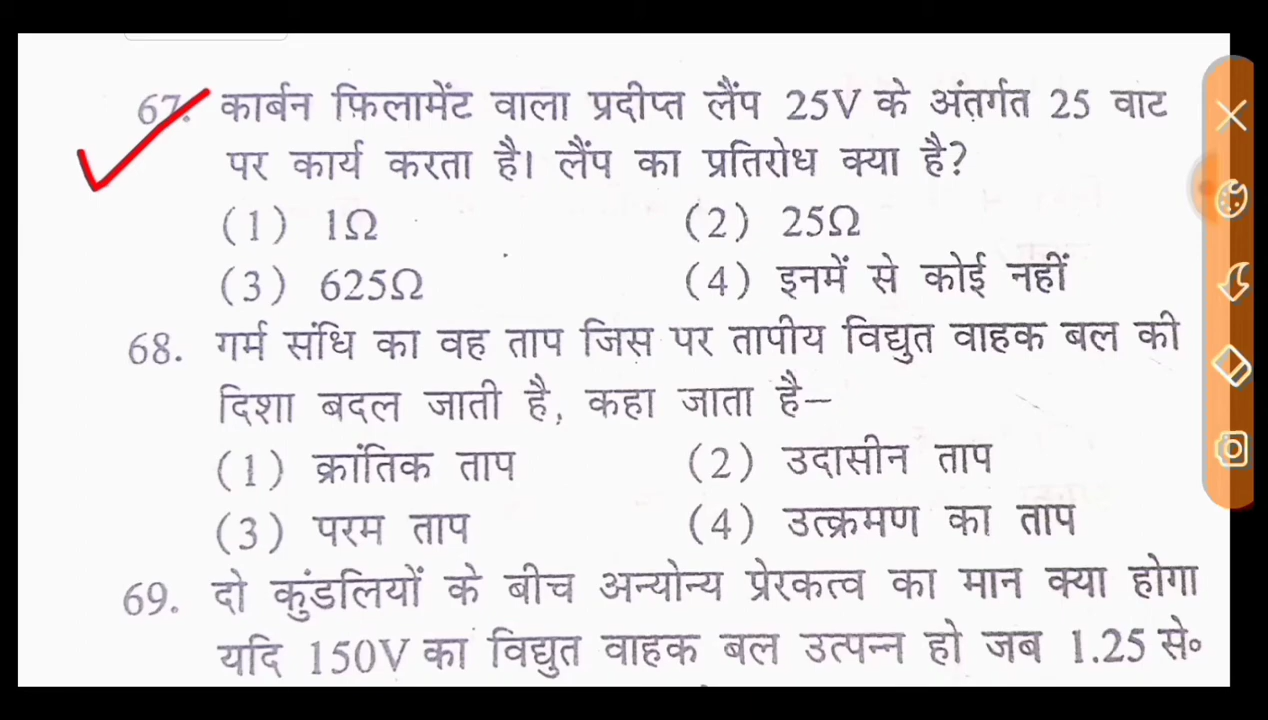 67. कार्बन फ़िलामेंट वाला प्रदीप्त लैंप 25V के अंतर्गत 25 वाट
पर कार्य करता है। लैंप का प्रतिरोध क्या है?
(1) 1Ω (2) 25Ω
(3) 625Ω (4) इनमें से कोई नहीं
68. गर्म संधि का वह ताप जिस पर तापीय विद्युत वाहक बल की
दिशा बदल जाती है, कहा जाता है–
(1) क्रांतिक ताप (2) उदासीन ताप
(3) परम ताप (4) उत्क्रमण का ताप
69. दो कुंडलियों के बीच अन्योन्य प्रेरकत्व का मान क्या होगा
यदि 150V का विद्युत वाहक बल उत्पन्न हो जब 1.25 से॰